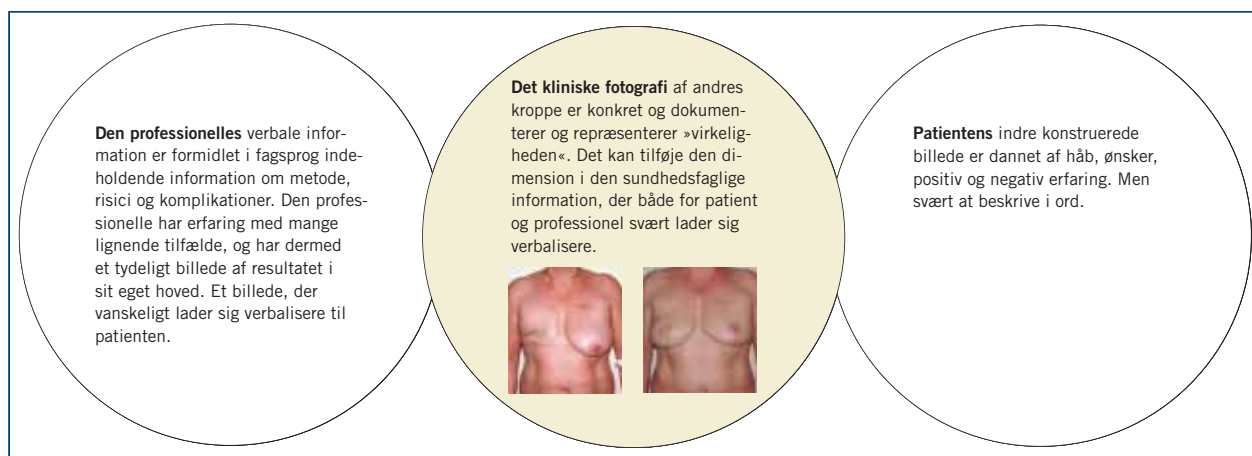 Den professionelles verbale infor-
mation er formidlet i fagsprog inde-
holdende information om metode,
risici og komplikationer. Den profes-
sionelle har erfaring med mange
lignende tilfælde, og har dermed
et tydeligt billede af resultatet i
sit eget hoved. Et billede, der
vanskeligt lader sig verbalisere til
patienten.
Det kliniske fotografi af andres
kroppe er konkret og dokumen-
terer og repræsenterer »virkelig-
heden«. Det kan tilføje den di-
mension i den sundhedsfaglige
information, der både for patient
og professionel svært lader sig
verbalisere.
Patientens indre konstruerede
billede er dannet af håb, ønsker,
positiv og negativ erfaring. Men
svært at beskrive i ord.